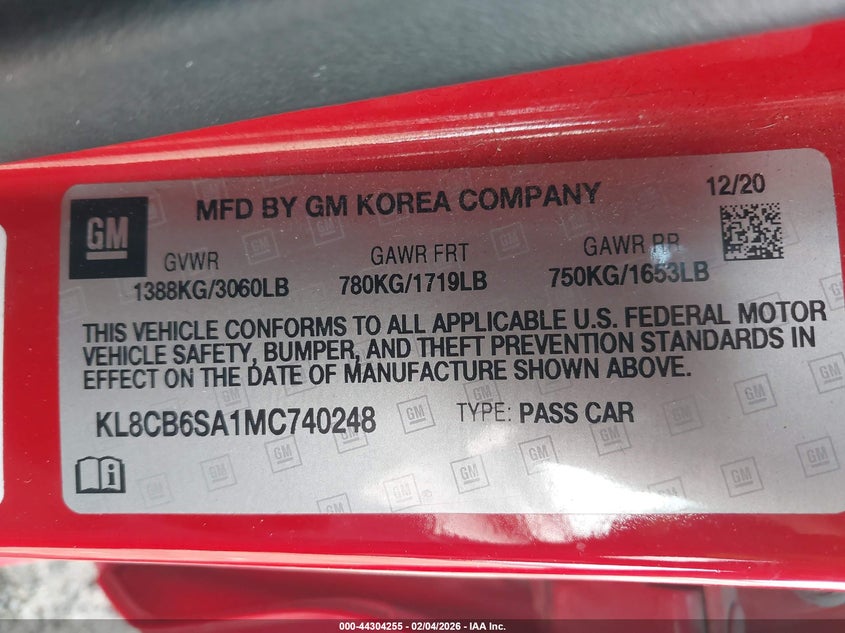 MFD BY GM KOREA COMPANY
12/20
GM
GVWR
GAWR FRT
GAWR RR
1388KG/3060LB
780KG/1719LB
750KG/1653LB
THIS VEHICLE CONFORMS TO ALL APPLICABLE U.S. FEDERAL MOTOR
VEHICLE SAFETY, BUMPER, AND THEFT PREVENTION STANDARDS IN
EFFECT ON THE DATE OF MANUFACTURE SHOWN ABOVE.
KL8CB6SA1MC740248
TYPE: PASS CAR
000-44304255 - 02/04/2026 - IAA Inc.